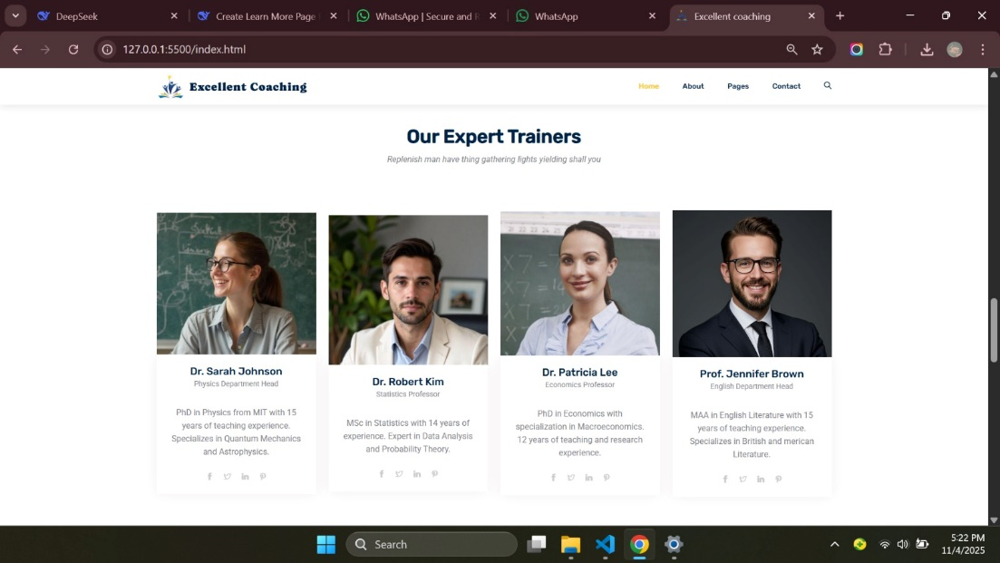 DeepSeek
Create Learn More Page
WhatsApp | Secure and
WhatsApp
Excellent coaching
127.0.0.1:5500/index.html
Excellent Coaching
Home
About
Pages
Contact
Our Expert Trainers
Replenish man have thing gathering lights yielding shall you
Dr. Sarah Johnson
Physics Department Head
PhD in Physics from MIT with 15
years of teaching experience.
Specializes in Quantum Mechanics
and Astrophysics.
Dr. Robert Kim
Statistics Professor
MSc in Statistics with 14 years of
experience. Expert in Data Analysis
and Probability Theory.
Dr. Patricia Lee
Economics Professor
PhD in Economics with
specialization in Macroeconomics.
12 years of teaching and research
experience.
Prof. Jennifer Brown
English Department Head
MAA in English Literature with 15
years of teaching experience.
Specializes in British and merican
Literature.
Search
5:22 PM
11/4/2025